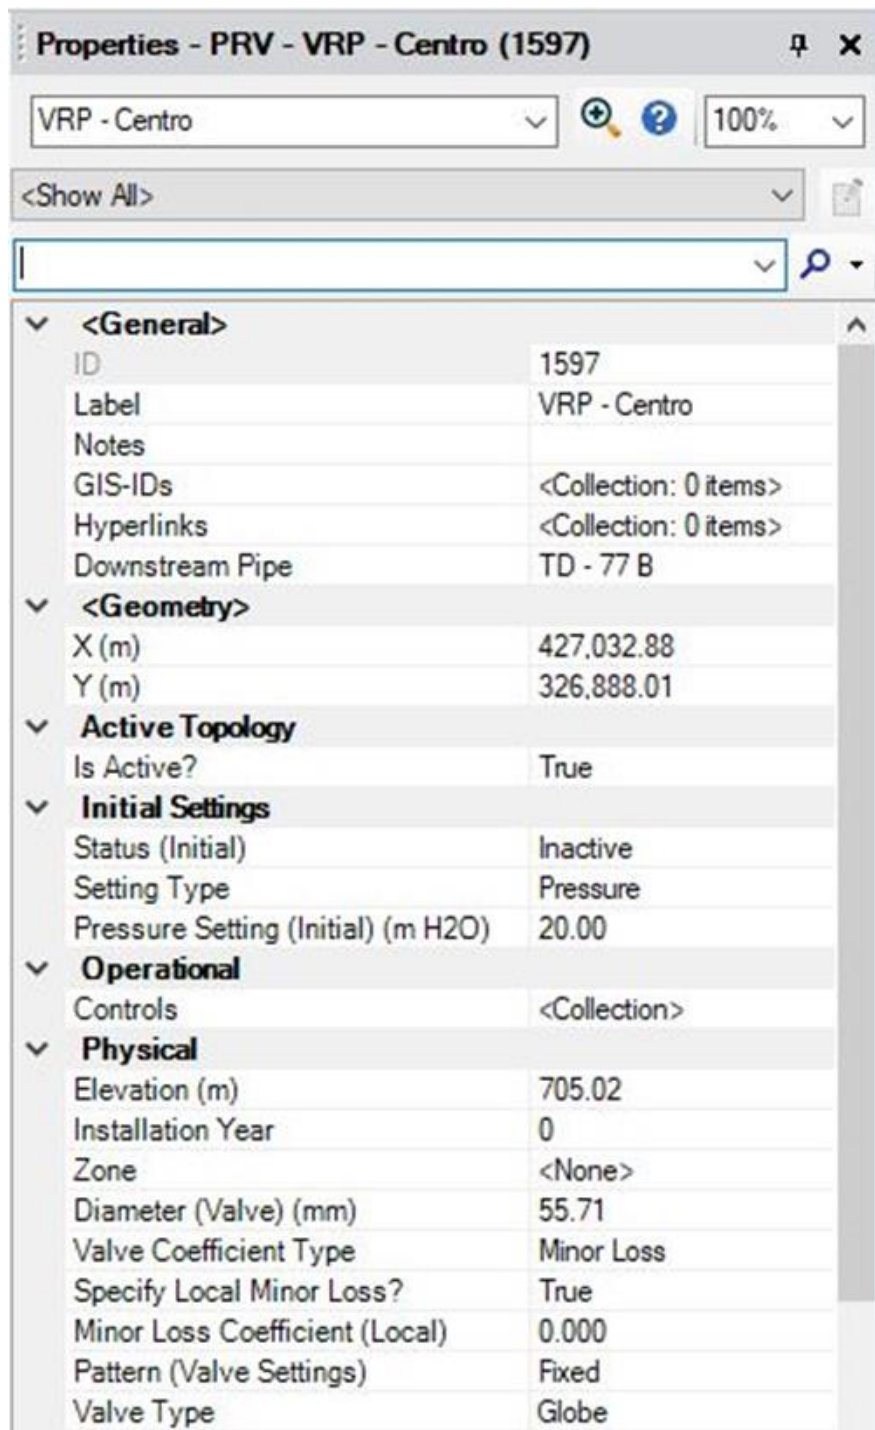 Properties - PRV - VRP - Centro (1597)
VRP - Centro 100%
<Show All>
<General>
ID 1597
Label VRP - Centro
Notes
GIS-IDs <Collection: 0 items>
Hyperlinks <Collection: 0 items>
Downstream Pipe TD - 77 B
<Geometry>
X (m) 427,032.88
Y (m) 326,888.01
Active Topology
Is Active? True
Initial Settings
Status (Initial) Inactive
Setting Type Pressure
Pressure Setting (Initial) (m H2O) 20.00
Operational
Controls <Collection>
Physical
Elevation (m) 705.02
Installation Year 0
Zone <None>
Diameter (Valve) (mm) 55.71
Valve Coefficient Type Minor Loss
Specify Local Minor Loss? True
Minor Loss Coefficient (Local) 0.000
Pattern (Valve Settings) Fixed
Valve Type Globe